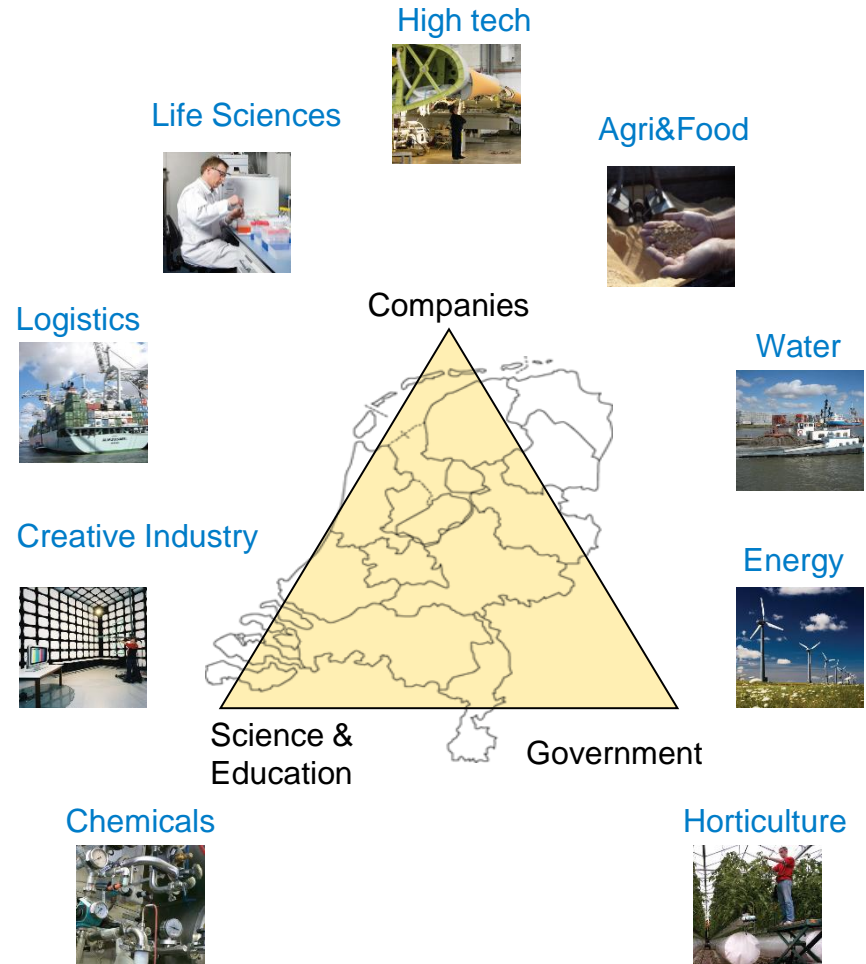 High tech
Life Sciences
Agri&Food
Companies
Logistics
Water
Creative Industry
Energy
Science &
Education
Government
Chemicals
Horticulture